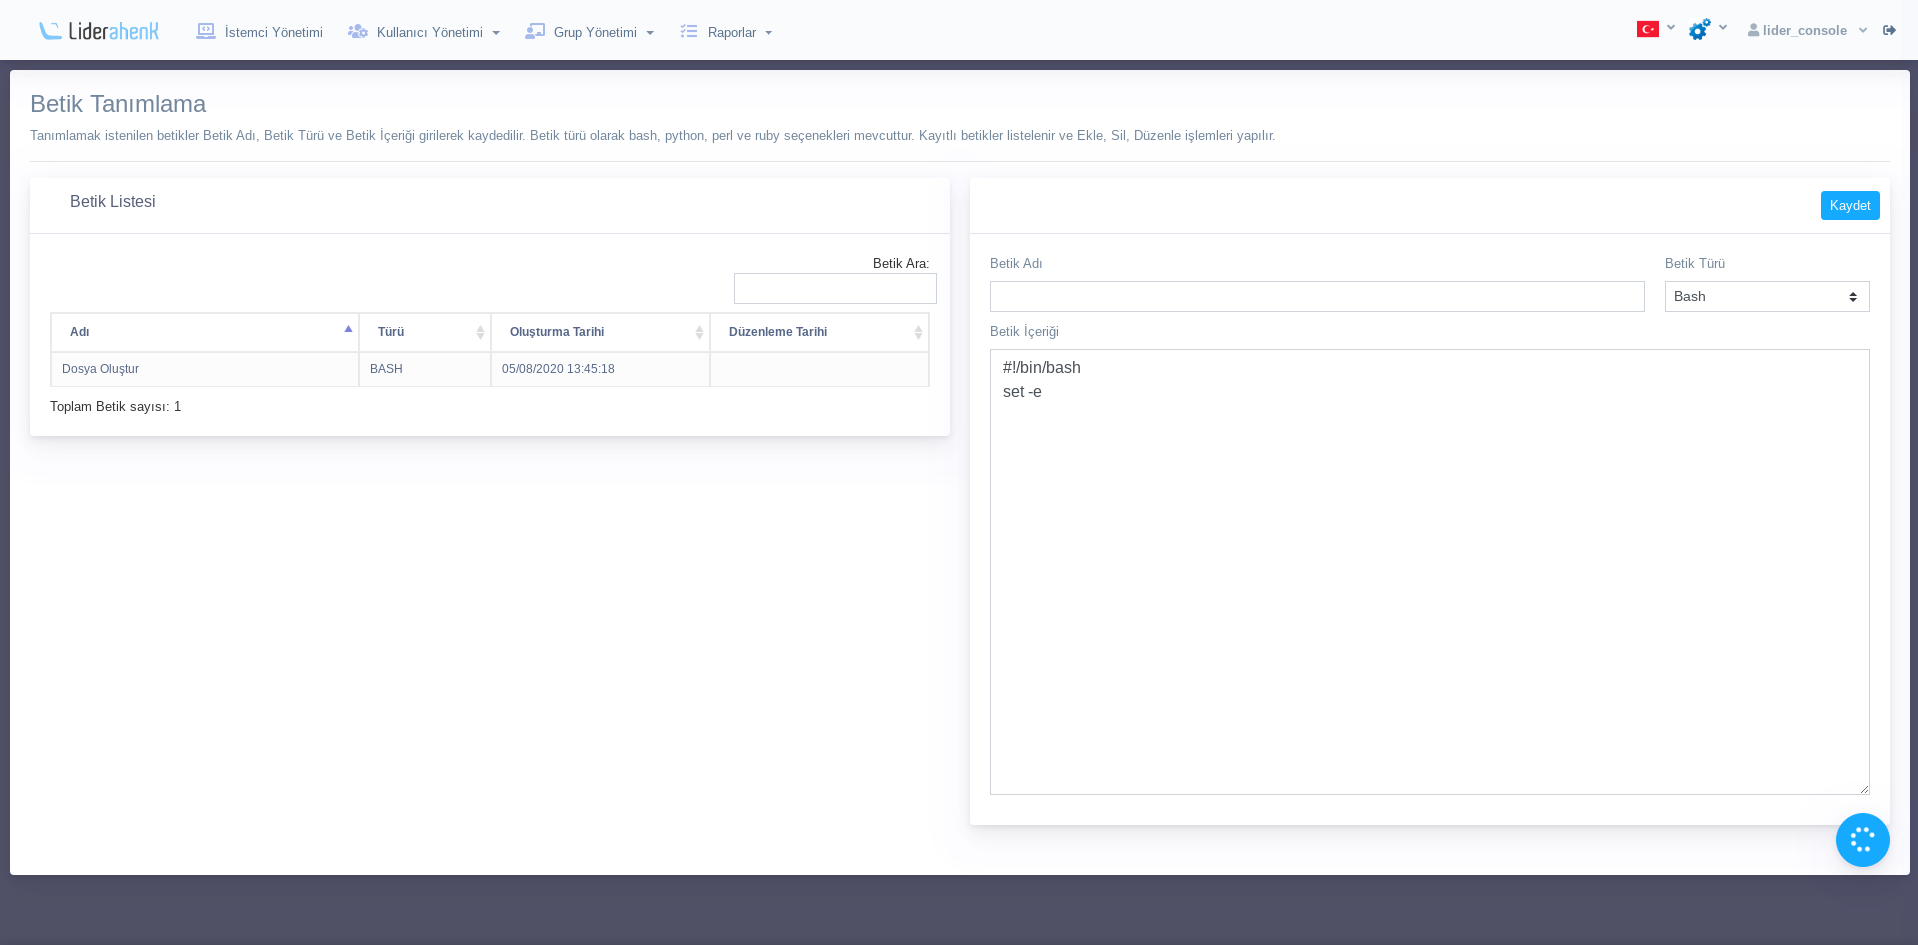 Liderahenk
İstemci Yönetimi
Kullanıcı Yönetimi
Grup Yönetimi
Raporlar
lider_console
Betik Tanımlama
Tanımlamak istenilen betikler Betik Adı, Betik Türü ve Betik İçeriği girilerek kaydedilir. Betik türü olarak bash, python, perl ve ruby seçenekleri mevcuttur. Kayıtlı betikler listelenir ve Ekle, Sil, Düzenle işlemleri yapılır.
Betik Listesi
Betik Ara:
Adı Türü Oluşturma Tarihi Düzenleme Tarihi
Dosya Oluştur BASH 05/08/2020 13:45:18
Toplam Betik sayısı: 1
Kaydet
Betik Adı
Betik Türü
Bash
Betik İçeriği
#!/bin/bash
set -e